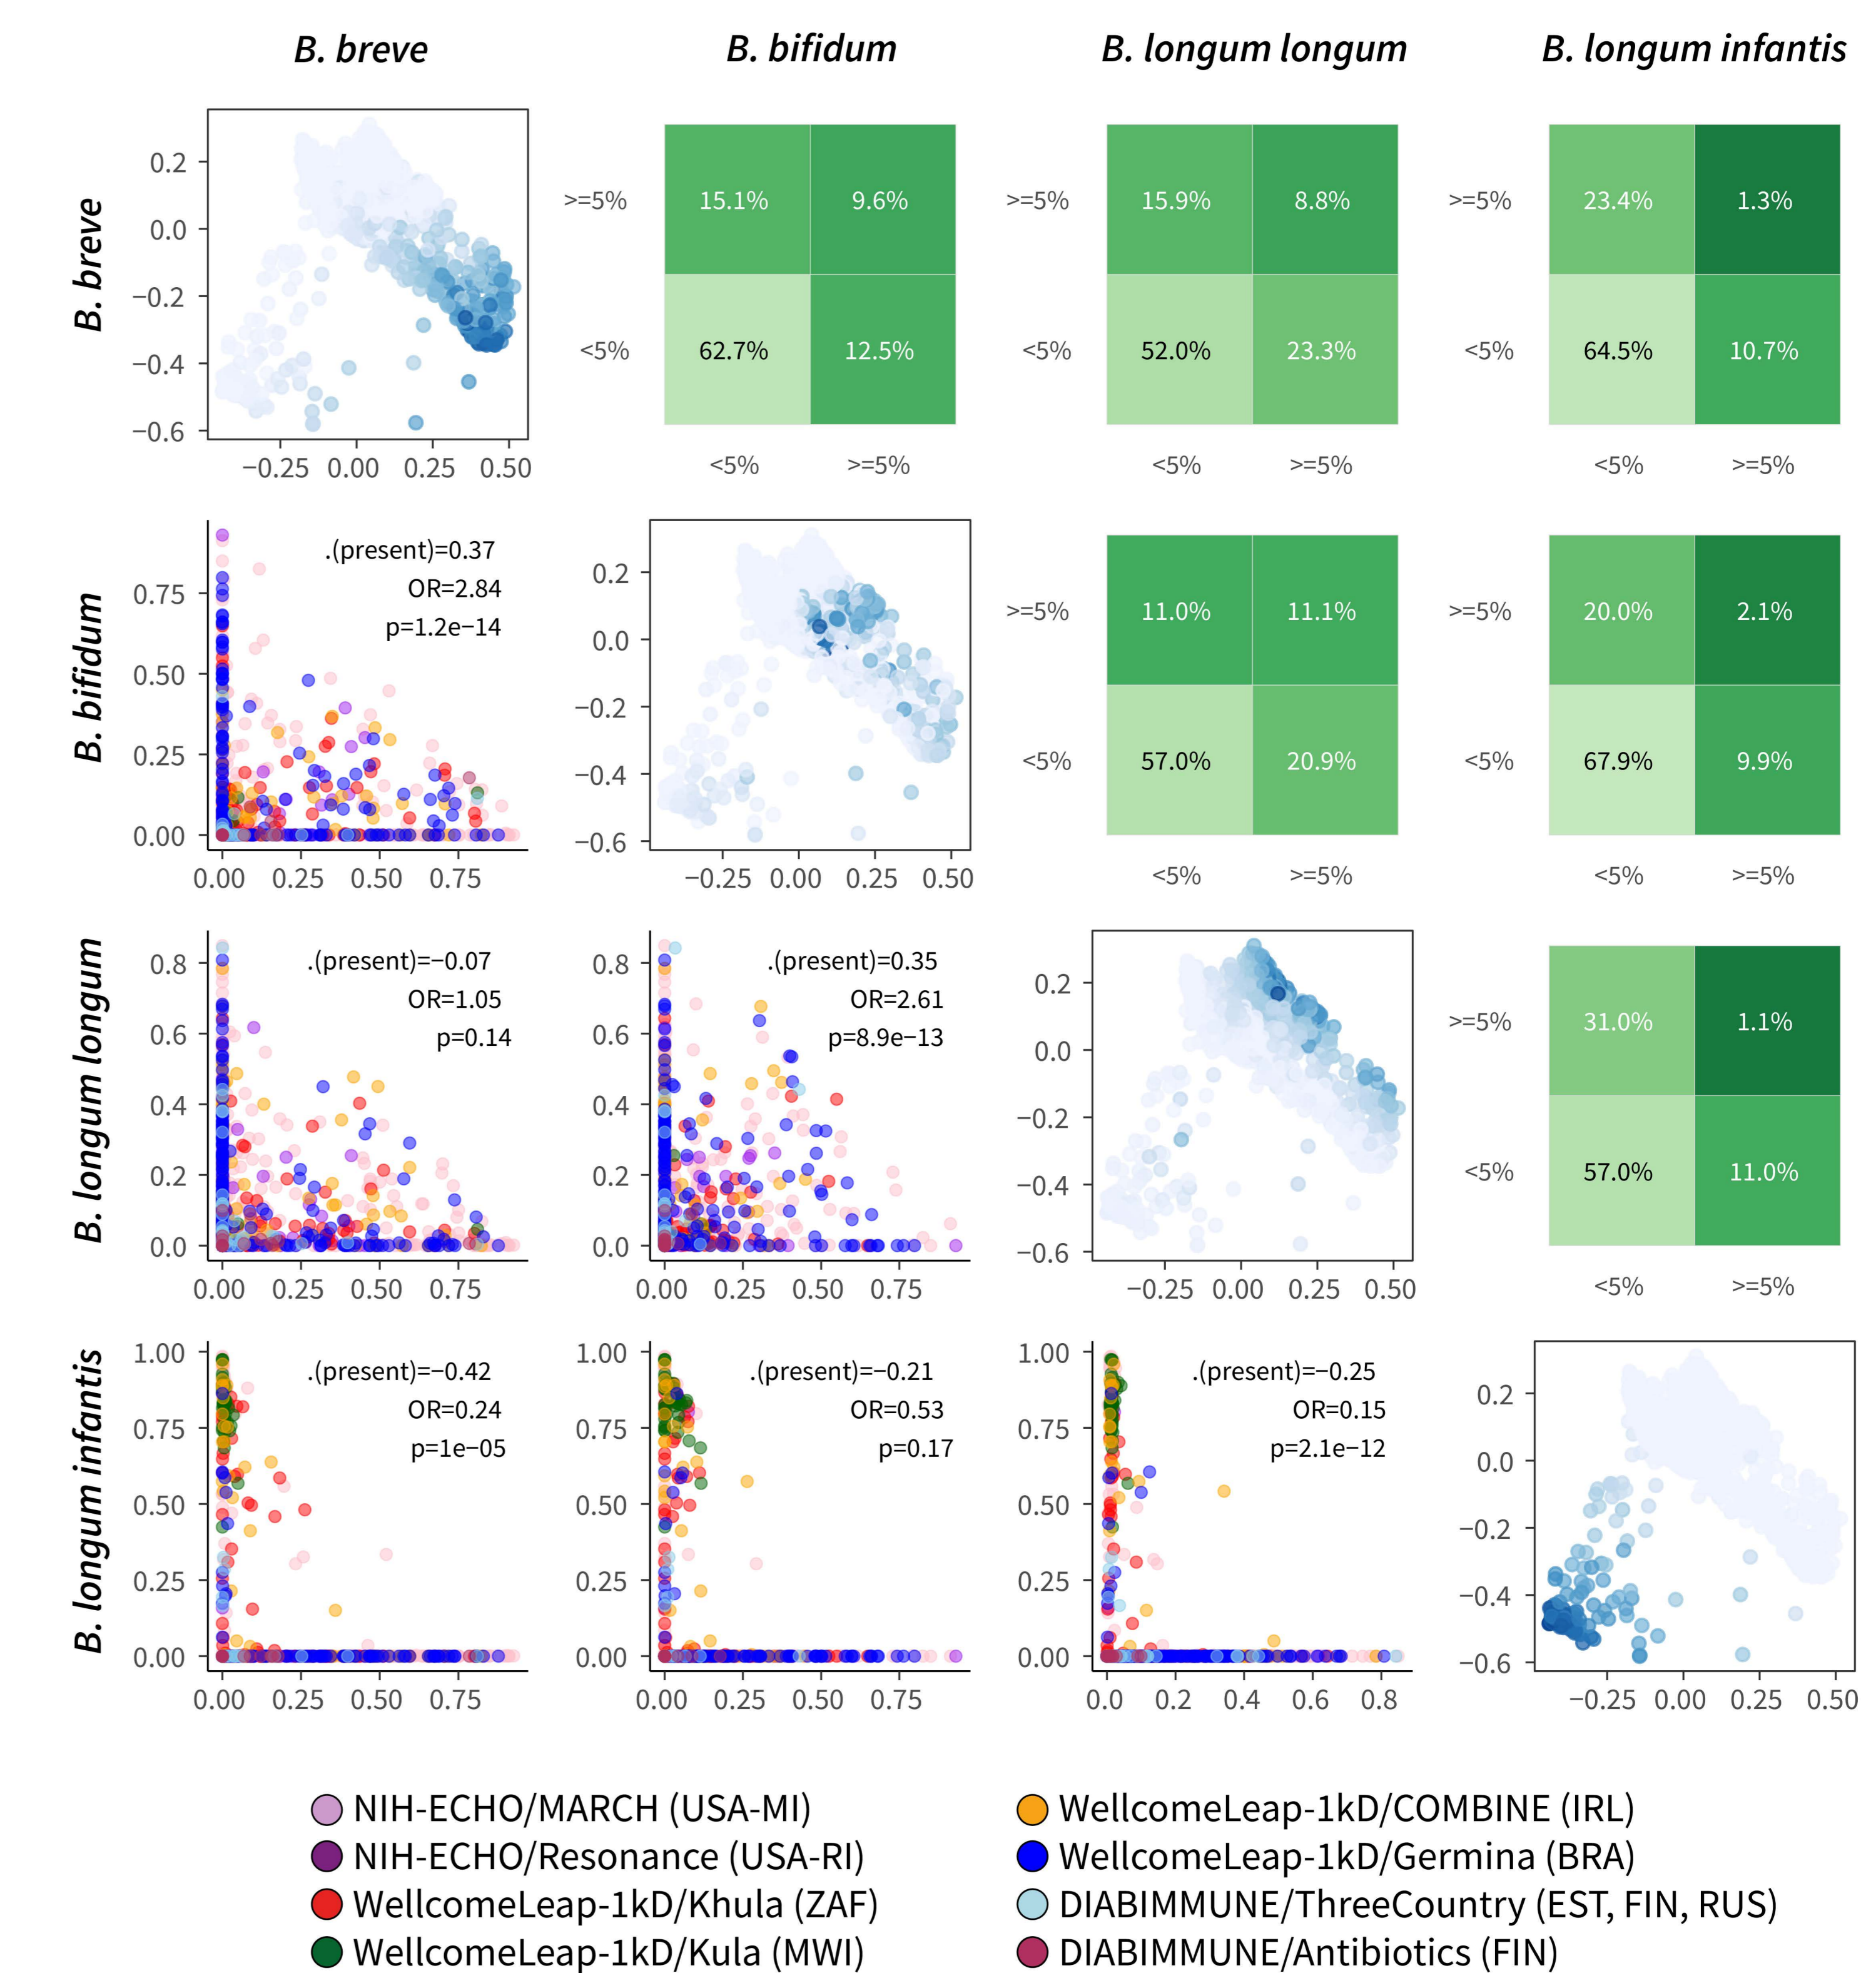 B. breve
B. bifidum
B. longum longum
B. longum infantis
B. breve
0.2
0.0
−0.2
−0.4
−0.6
−0.25 0.00 0.25 0.50
>=5%
<5%
15.1% 9.6%
62.7% 12.5%
<5% >=5%
>=5%
<5%
15.9% 8.8%
52.0% 23.3%
<5% >=5%
>=5%
<5%
23.4% 1.3%
64.5% 10.7%
<5% >=5%
B. bifidum
0.75
0.50
0.25
0.00
.(present)=0.37
OR=2.84
p=1.2e−14
0.00 0.25 0.50 0.75
0.2
0.0
−0.2
−0.4
−0.6
−0.25 0.00 0.25 0.50
>=5%
<5%
11.0% 11.1%
57.0% 20.9%
<5% >=5%
>=5%
<5%
20.0% 2.1%
67.9% 9.9%
<5% >=5%
B. longum longum
0.8
0.6
0.4
0.2
0.0
.(present)=−0.07
OR=1.05
p=0.14
0.00 0.25 0.50 0.75
0.8
0.6
0.4
0.2
0.0
.(present)=0.35
OR=2.61
p=8.9e−13
0.00 0.25 0.50 0.75
0.2
0.0
−0.2
−0.4
−0.6
−0.25 0.00 0.25 0.50
>=5%
<5%
31.0% 1.1%
57.0% 11.0%
<5% >=5%
B. longum infantis
1.00
0.75
0.50
0.25
0.00
.(present)=−0.42
OR=0.24
p=1e−05
0.00 0.25 0.50 0.75
1.00
0.75
0.50
0.25
0.00
.(present)=−0.21
OR=0.53
p=0.17
0.00 0.25 0.50 0.75
1.00
0.75
0.50
0.25
0.00
.(present)=−0.25
OR=0.15
p=2.1e−12
0.0 0.2 0.4 0.6 0.8
0.2
0.0
−0.2
−0.4
−0.6
−0.25 0.00 0.25 0.50
NIH-ECHO/MARCH (USA-MI)
NIH-ECHO/Resonance (USA-RI)
WellcomeLeap-1kD/Khula (ZAF)
WellcomeLeap-1kD/Kula (MWI)
WellcomeLeap-1kD/COMBINE (IRL)
WellcomeLeap-1kD/Germina (BRA)
DIABIMMUNE/ThreeCountry (EST, FIN, RUS)
DIABIMMUNE/Antibiotics (FIN)